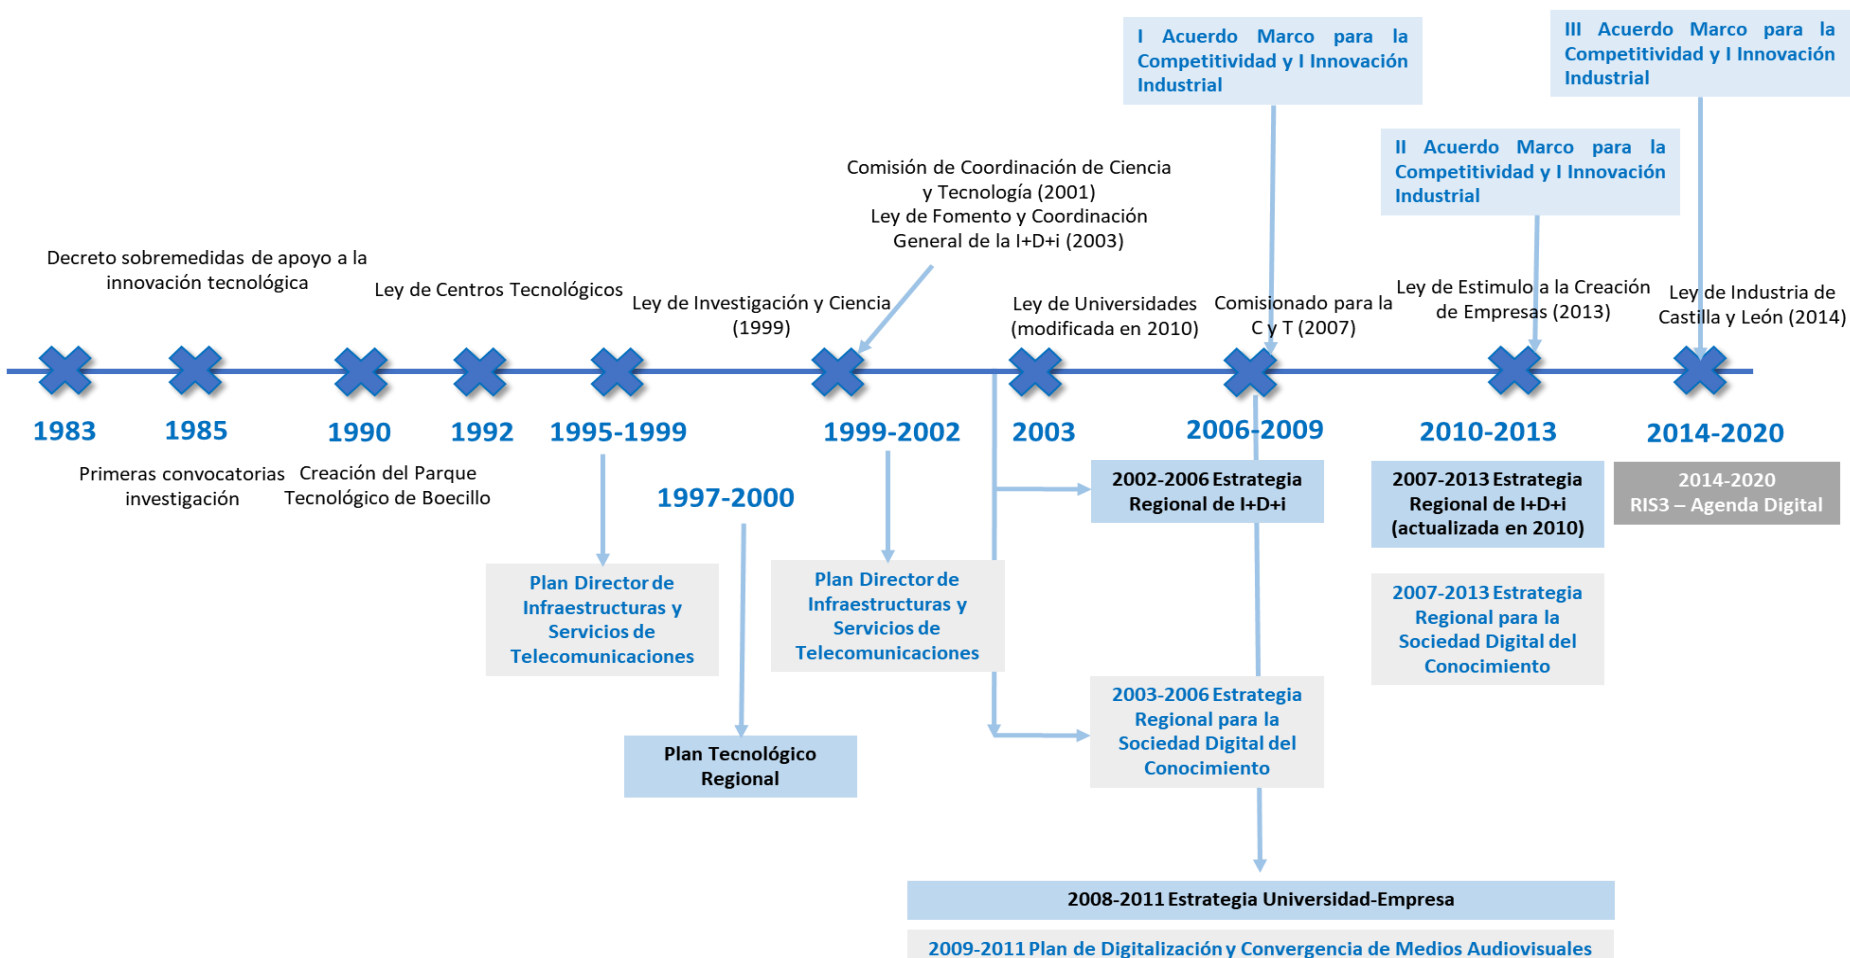 I Acuerdo Marco para la
Competitividad y I Innovación
Industrial
III Acuerdo Marco para la
Competitividad y I Innovación
Industrial
II Acuerdo Marco para la
Competitividad y I Innovación
Industrial
Comisión de Coordinación de Ciencia
y Tecnología (2001)
Ley de Fomento y Coordinación
General de la I+D+i (2003)
Decreto sobremedidas de apoyo a la
innovación tecnológica
Ley de Centros Tecnológicos
Ley de Investigación y Ciencia
(1999)
Ley de Universidades
(modificada en 2010)
Comisionado para la
C y T (2007)
Ley de Estimulo a la Creación
de Empresas (2013)
Ley de Industria de
Castilla y León (2014)
1983
1985
1990
1992
1995-1999
1999-2002
2003
2006-2009
2010-2013
2014-2020
Primeras convocatorias
investigación
Creación del Parque
Tecnológico de Boecillo
1997-2000
2002-2006 Estrategia
Regional de I+D+i
2007-2013 Estrategia
Regional de I+D+i
(actualizada en 2010)
2014-2020
RIS3 – Agenda Digital
Plan Director de
Infraestructuras y
Servicios de
Telecomunicaciones
Plan Director de
Infraestructuras y
Servicios de
Telecomunicaciones
2007-2013 Estrategia
Regional para la
Sociedad Digital del
Conocimiento
2003-2006 Estrategia
Regional para la
Sociedad Digital del
Conocimiento
Plan Tecnológico
Regional
2008-2011 Estrategia Universidad-Empresa
2009-2011 Plan de Digitalización y Convergencia de Medios Audiovisuales